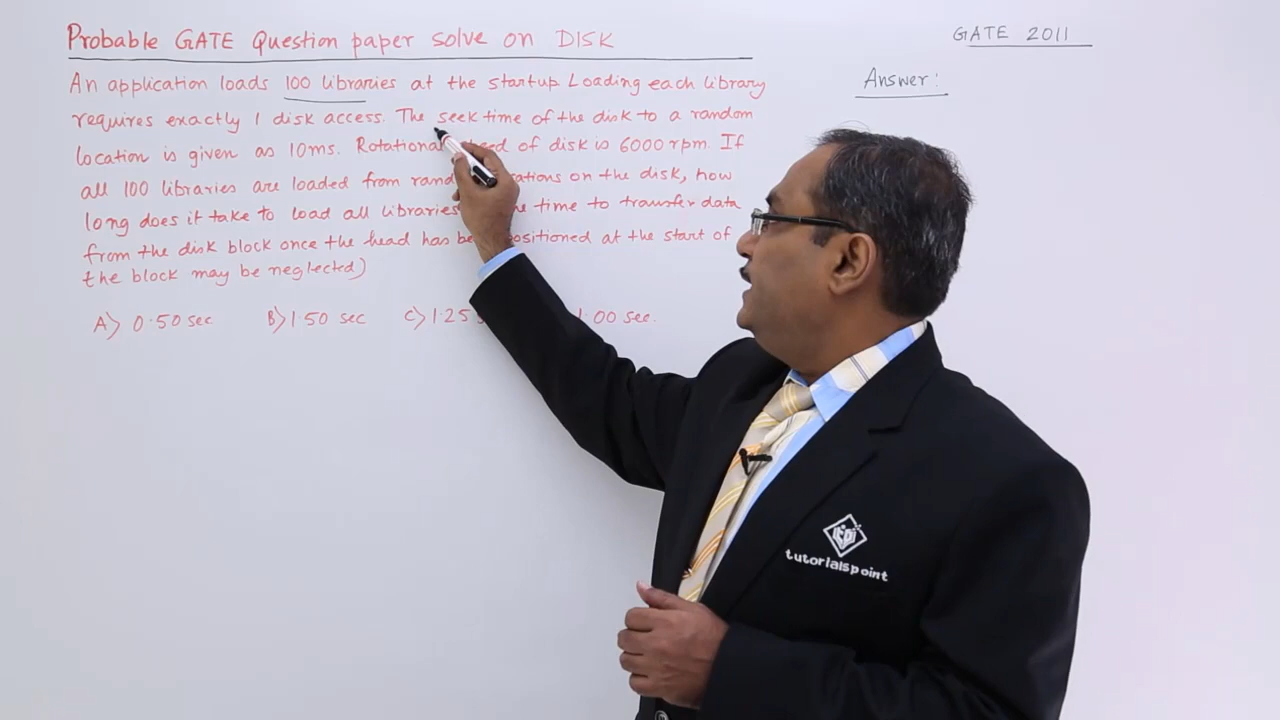 Probable GATE Question paper solve on DISK
GATE 2011
An application loads 100 libraries at the startup Loading each library
Answer:
requires exactly 1 disk access. The seek time of the disk to a random
location is given as 10ms. Rotational of disk is 6000 rpm. If
all 100 libraries are loaded from on the disk, how
long does it take to load all libraries time to transfer data
from the disk block once the head has positioned at the start of
the block may be neglected)
A) 0.50 sec B) 1.50 sec C) 1.25 1.00 sec.
tutorialspoint